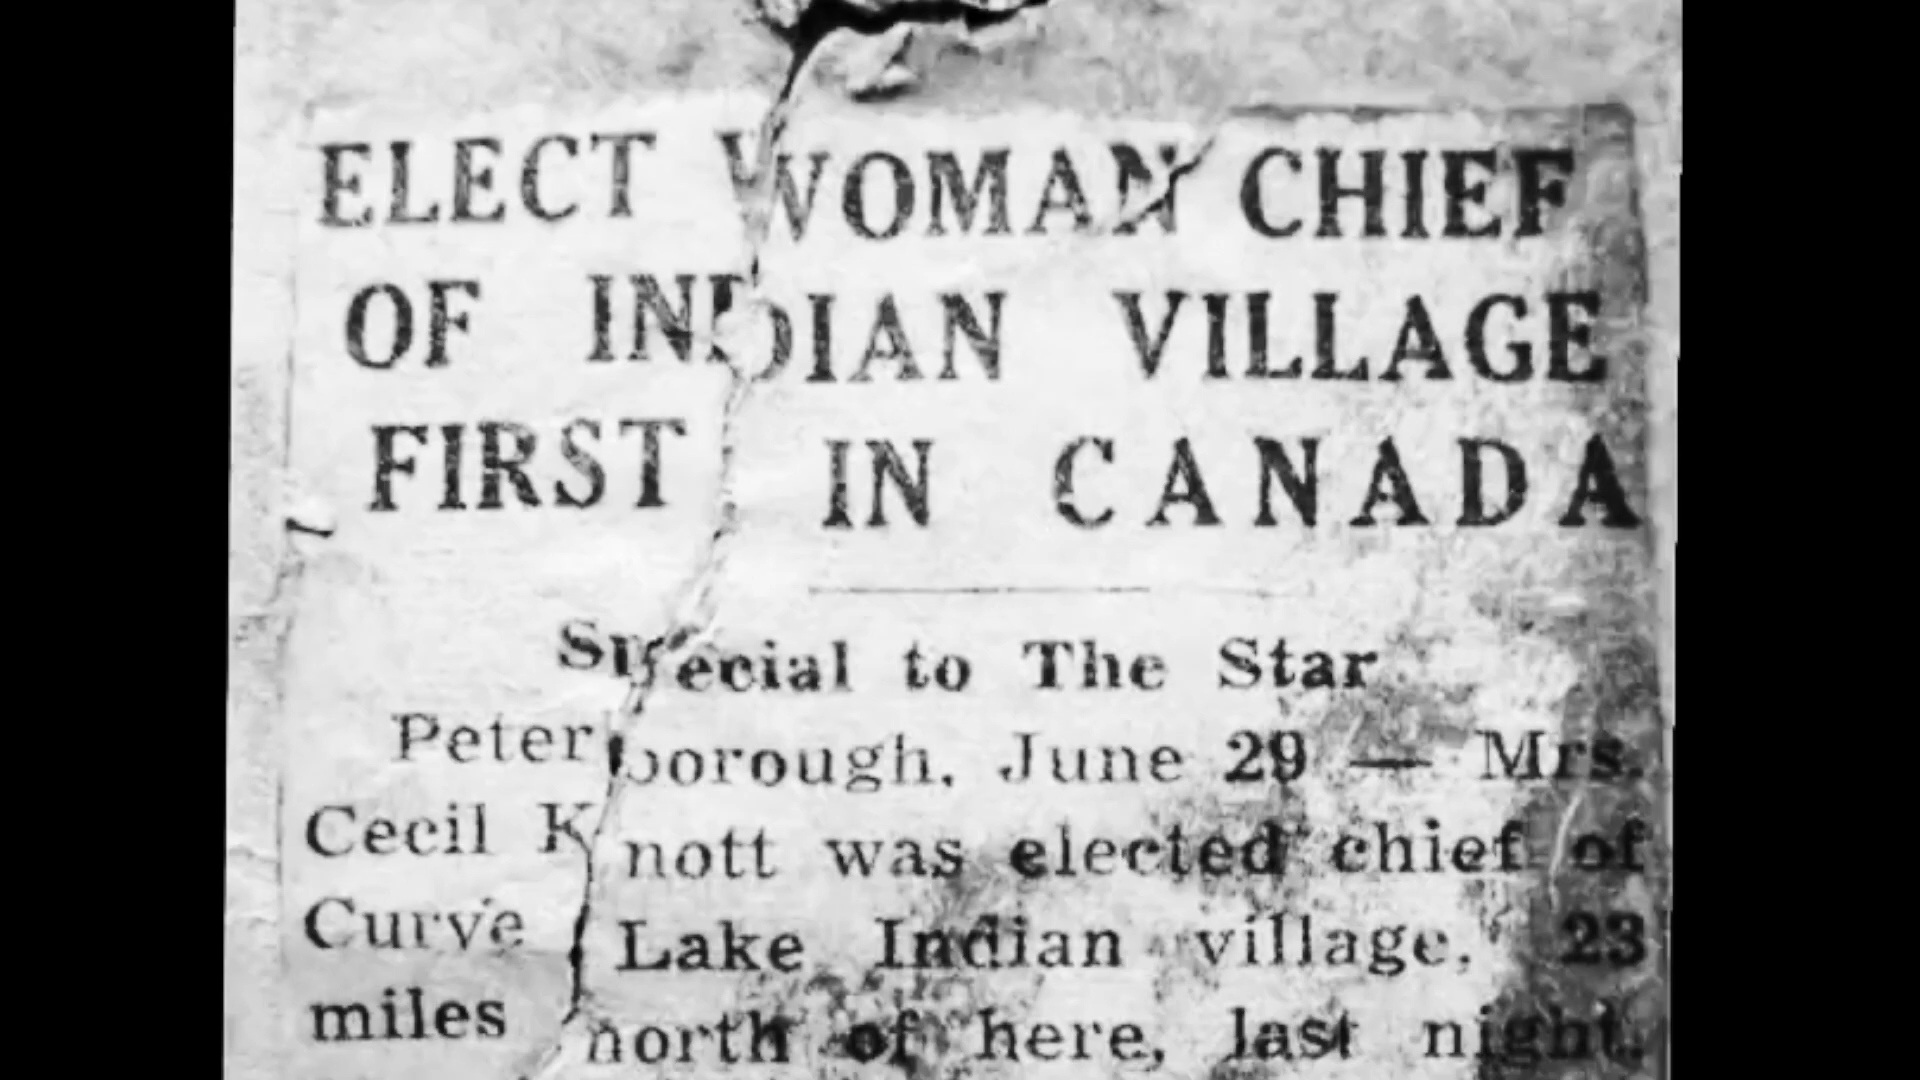 ELECT WOMAN CHIEF
OF INDIAN VILLAGE
FIRST IN CANADA
Special to The Star
Peterborough, June 29 — Mrs.
Cecil Knott was elected chief of
Curve Lake Indian village, 23
miles north of here, last night.